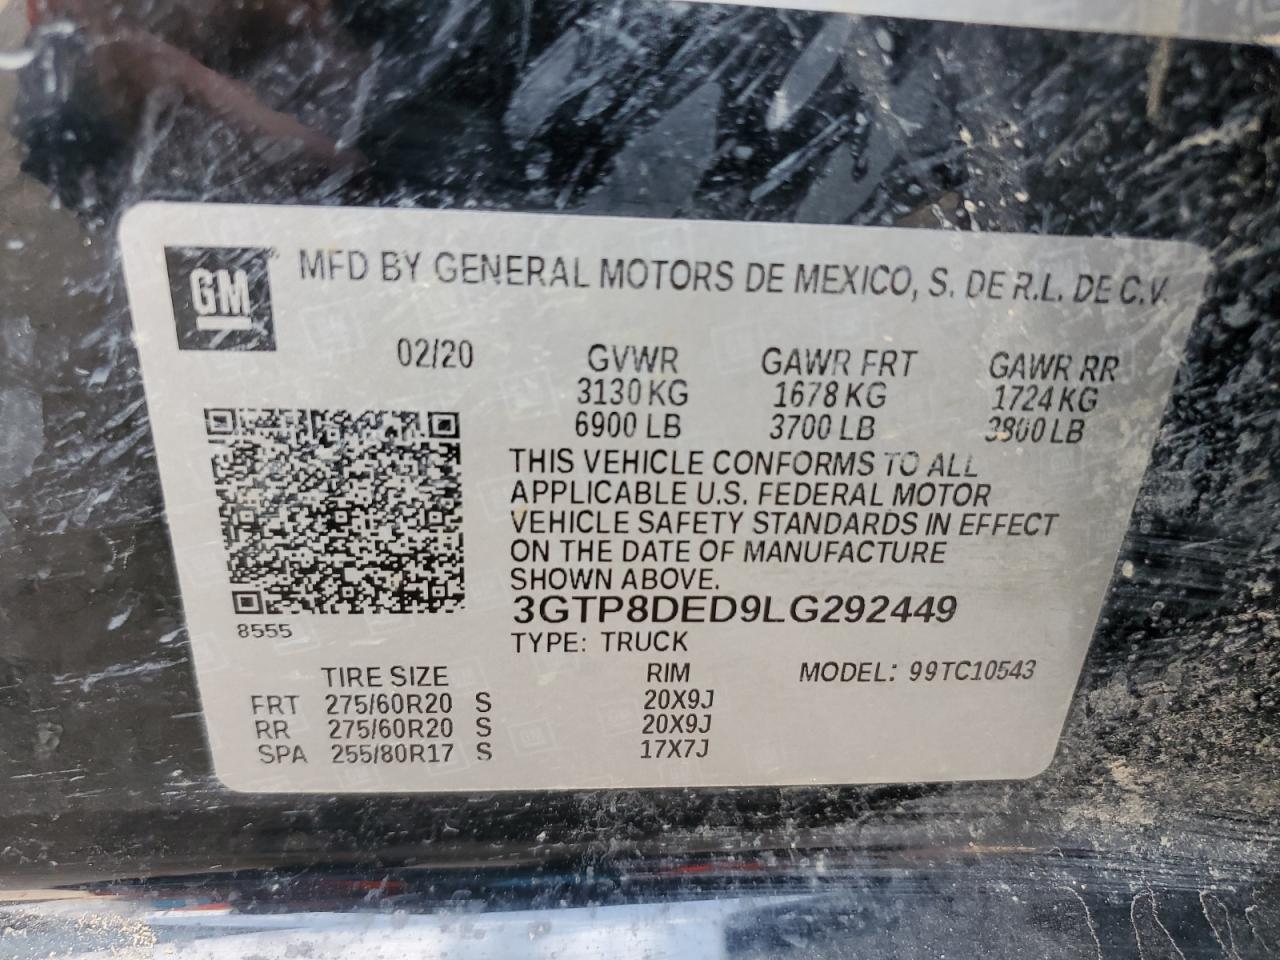 GM
MFD BY GENERAL MOTORS DE MEXICO, S. DE R.L. DE C.V.
02/20 GVWR GAWR FRT GAWR RR
3130 KG 1678 KG 1724 KG
6900 LB 3700 LB 3800 LB
THIS VEHICLE CONFORMS TO ALL
APPLICABLE U.S. FEDERAL MOTOR
VEHICLE SAFETY STANDARDS IN EFFECT
ON THE DATE OF MANUFACTURE
SHOWN ABOVE.
3GTP8DED9LG292449
8555
TYPE: TRUCK
TIRE SIZE RIM MODEL: 99TC10543
FRT 275/60R20 S 20X9J
RR 275/60R20 S 20X9J
SPA 255/80R17 S 17X7J